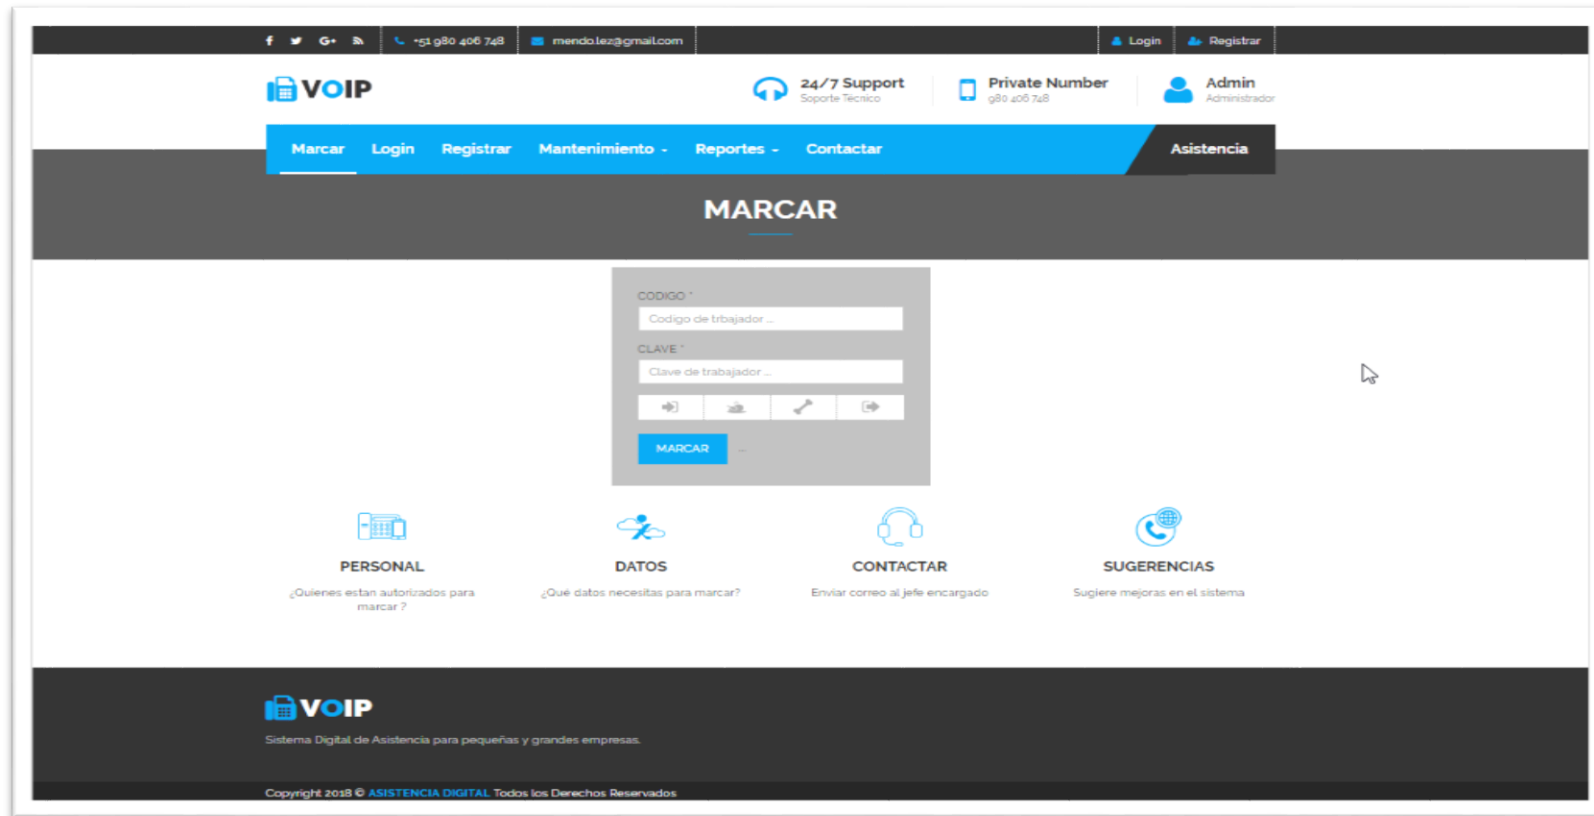 +51 980 406 748 mendo.lez@gmail.com Login Registrar
VOIP
24/7 Support
Soporte Técnico
Private Number
980 406 748
Admin
Administrador
Marcar Login Registrar Mantenimiento Reportes Contactar Asistencia
MARCAR
CODIGO *
Codigo de trbajador ...
CLAVE *
Clave de trabajador ...
MARCAR ...
PERSONAL
¿Quienes estan autorizados para
marcar ?
DATOS
¿Qué datos necesitas para marcar?
CONTACTAR
Enviar correo al jefe encargado
SUGERENCIAS
Sugiere mejoras en el sistema
VOIP
Sistema Digital de Asistencia para pequeñas y grandes empresas.
Copyright 2018 © ASISTENCIA DIGITAL Todos los Derechos Reservados